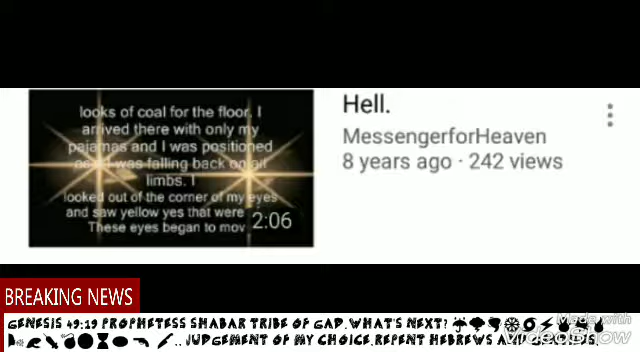 looks of coal for the floor. I
arrived there with only my
pajamas and I was positioned
as I was falling back on all
limbs. I
looked out of the corner of my eyes
and saw yellow yes that were
These eyes began to mov
2:06
Hell.
MessengerforHeaven
8 years ago · 242 views
BREAKING NEWS
GENESIS 49:19 PROPHETESS SHABAR TRIBE OF GAD.WHAT'S NEXT?
Made with
VideoShow
..JUDGEMENT OF MY CHOICE.REPENT HEBREWS AND